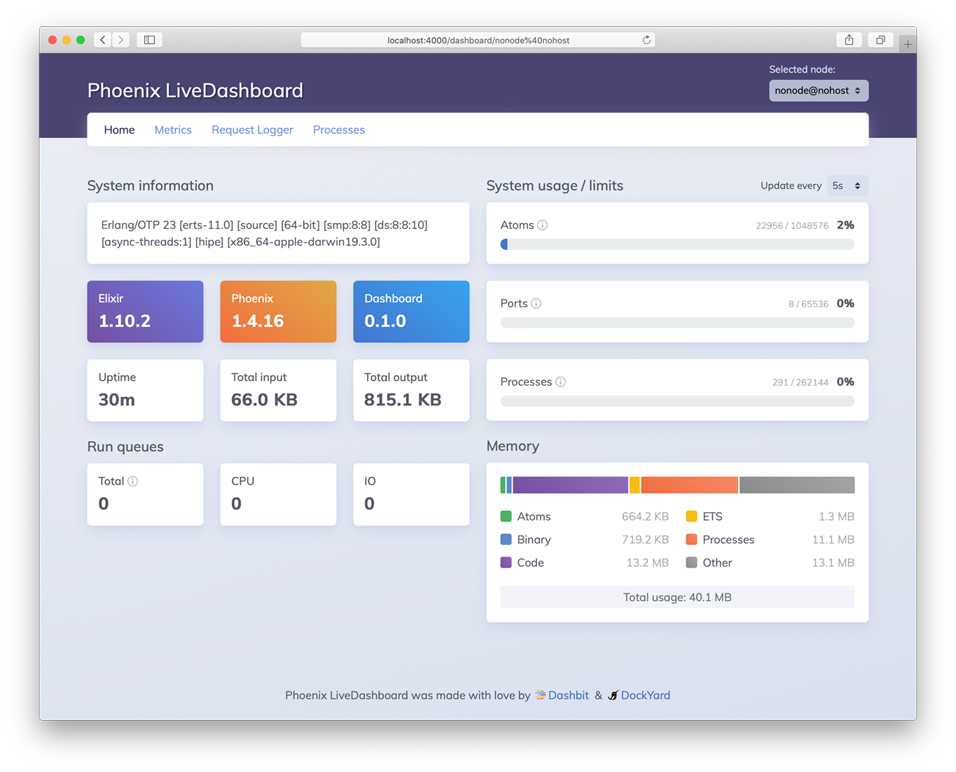 localhost:4000/dashboard/nonode%40nohost
Phoenix LiveDashboard
Selected node:
nonode@nohost
Home Metrics Request Logger Processes
System information
Erlang/OTP 23 [erts-11.0] [source] [64-bit] [smp:8:8] [ds:8:8:10]
[async-threads:1] [hipe] [x86_64-apple-darwin19.3.0]
Elixir
1.10.2
Phoenix
1.4.16
Dashboard
0.1.0
Uptime
30m
Total input
66.0 KB
Total output
815.1 KB
Run queues
Total
0
CPU
0
IO
0
System usage / limits
Update every 5s
Atoms 22956 / 1048576 2%
Ports 8 / 65536 0%
Processes 291 / 262144 0%
Memory
Atoms 664.2 KB ETS 1.3 MB
Binary 719.2 KB Processes 11.1 MB
Code 13.2 MB Other 13.1 MB
Total usage: 40.1 MB
Phoenix LiveDashboard was made with love by Dashbit & DockYard